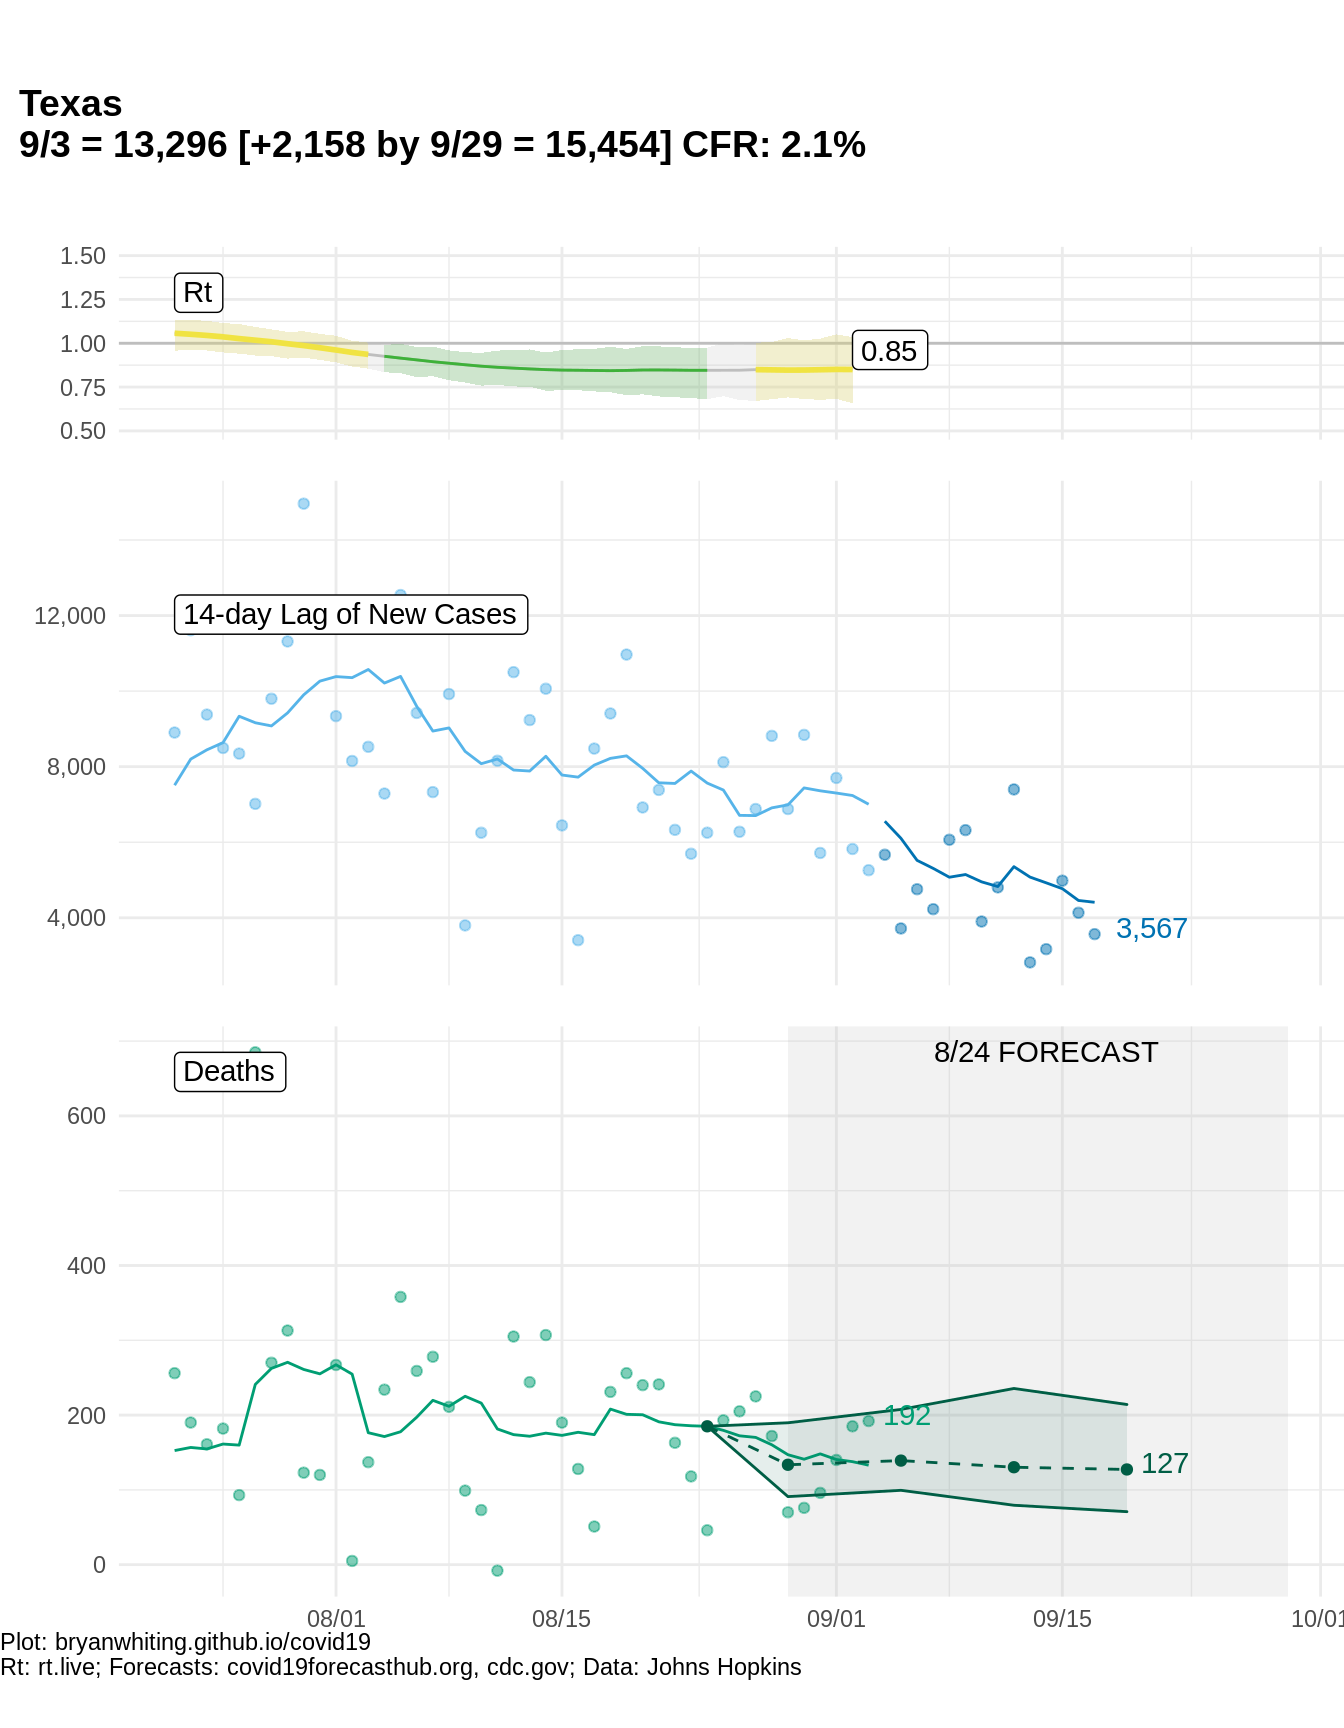 Texas
9/3 = 13,296 [+2,158 by 9/29 = 15,454] CFR: 2.1%
1.50
Rt
1.25
1.00
0.85
0.75
0.50
14-day Lag of New Cases
12,000
8,000
4,000
3,567
8/24 FORECAST
Deaths
600
400
200
192
127
0
08/01 08/15 09/01 09/15 10/01
Plot: bryanwhiting.github.io/covid19
Rt: rt.live; Forecasts: covid19forecasthub.org, cdc.gov; Data: Johns Hopkins